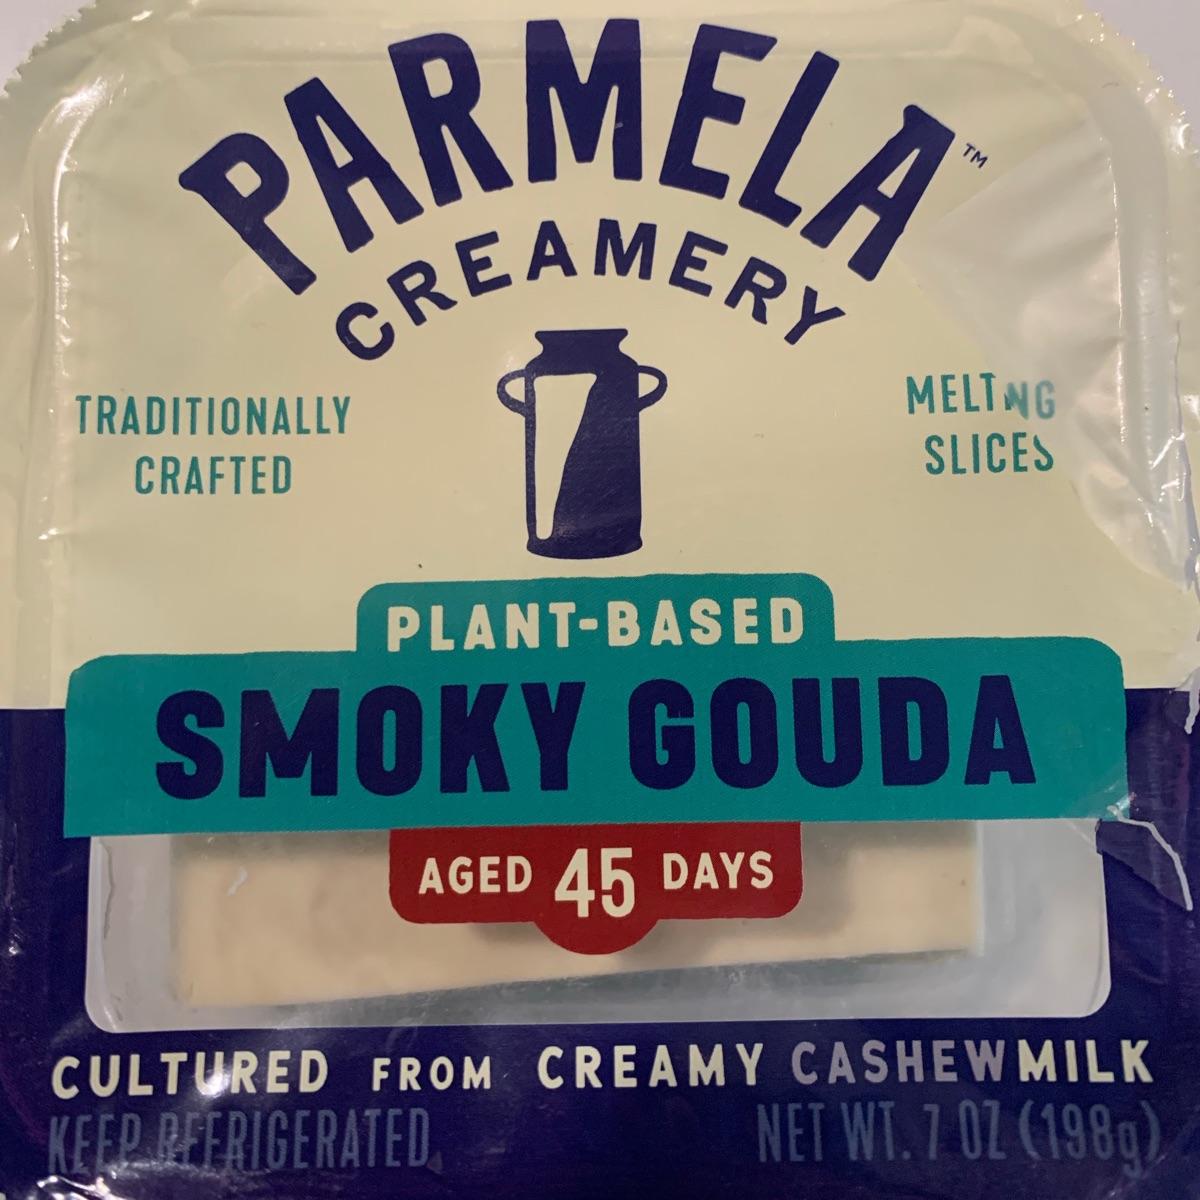 PARMELA™
CREAMERY
TRADITIONALLY
CRAFTED
MELTING
SLICES
PLANT-BASED
SMOKY GOUDA
AGED 45 DAYS
CULTURED FROM CREAMY CASHEWMILK
KEEP REFRIGERATED
NET WT. 7 OZ (198g)